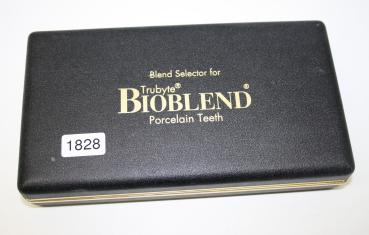 Blend Selector for
Trubyte®
BIOBLEND®
Porcelain Teeth
1828